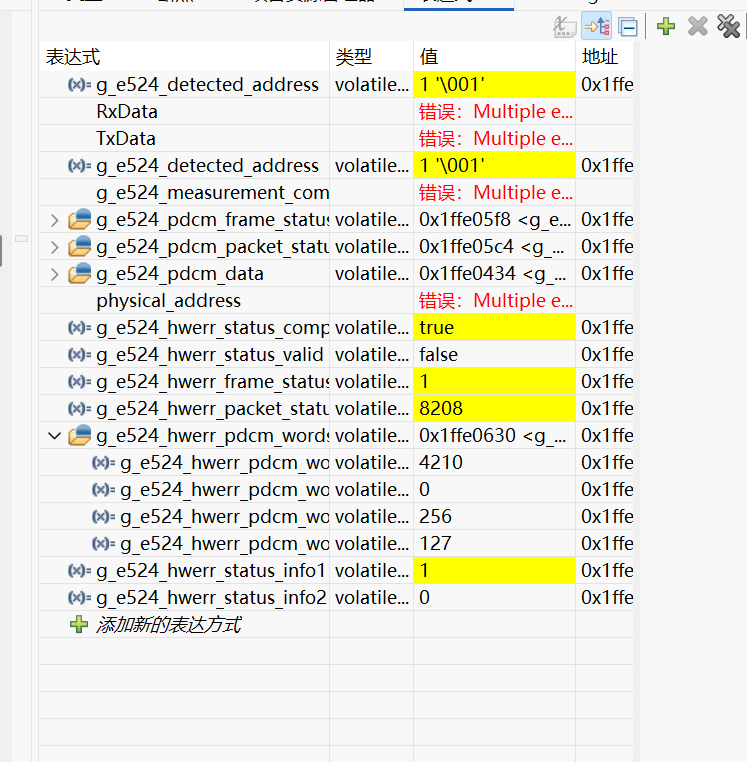 表达式 类型 值 地址
(x)= g_e524_detected_address volatile... 1 '\001' 0x1ffe
RxData 错误：Multiple e...
TxData 错误：Multiple e...
(x)= g_e524_detected_address volatile... 1 '\001' 0x1ffe
g_e524_measurement_com 错误：Multiple e...
g_e524_pdcm_frame_status volatile... 0x1ffe05f8 <g_e... 0x1ffe
g_e524_pdcm_packet_statu volatile... 0x1ffe05c4 <g_... 0x1ffe
g_e524_pdcm_data volatile... 0x1ffe0434 <g_... 0x1ffe
physical_address 错误：Multiple e...
(x)= g_e524_hwerr_status_comp volatile... true 0x1ffe
(x)= g_e524_hwerr_status_valid volatile... false 0x1ffe
(x)= g_e524_hwerr_frame_status volatile... 1 0x1ffe
(x)= g_e524_hwerr_packet_statu volatile... 8208 0x1ffe
g_e524_hwerr_pdcm_words volatile... 0x1ffe0630 <g_... 0x1ffe
(x)= g_e524_hwerr_pdcm_wo volatile... 4210 0x1ffe
(x)= g_e524_hwerr_pdcm_wo volatile... 0 0x1ffe
(x)= g_e524_hwerr_pdcm_wo volatile... 256 0x1ffe
(x)= g_e524_hwerr_pdcm_wo volatile... 127 0x1ffe
(x)= g_e524_hwerr_status_info1 volatile... 1 0x1ffe
(x)= g_e524_hwerr_status_info2 volatile... 0 0x1ffe
添加新的表达方式